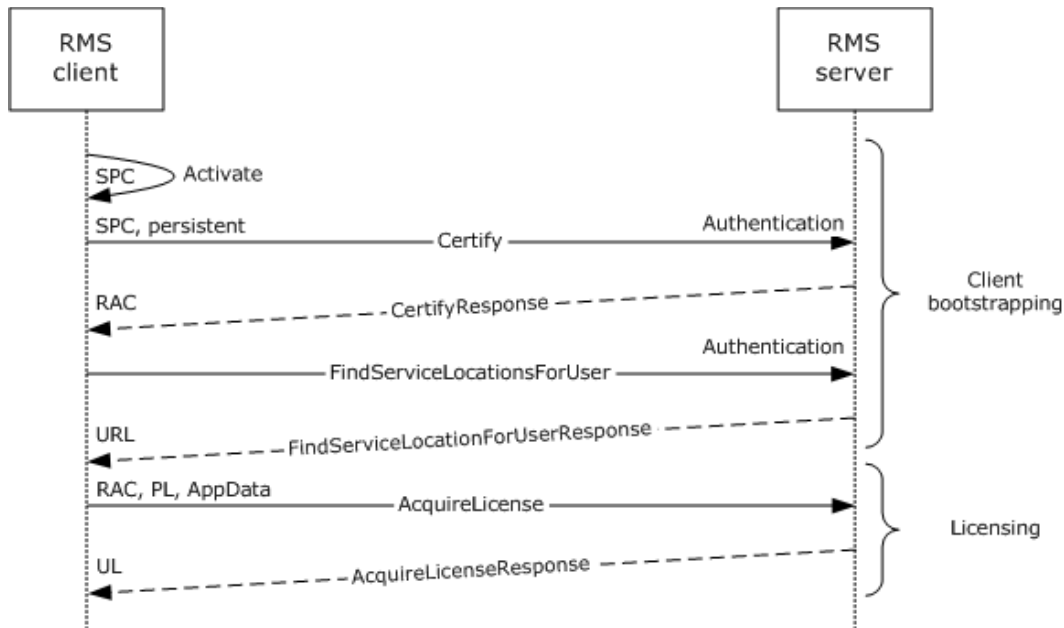 RMS
client
RMS
server
SPC
Activate
SPC, persistent
Authentication
Certify
RAC
CertifyResponse
Client
bootstrapping
Authentication
FindServiceLocationsForUser
URL
FindServiceLocationForUserResponse
RAC, PL, AppData
AcquireLicense
Licensing
UL
AcquireLicenseResponse